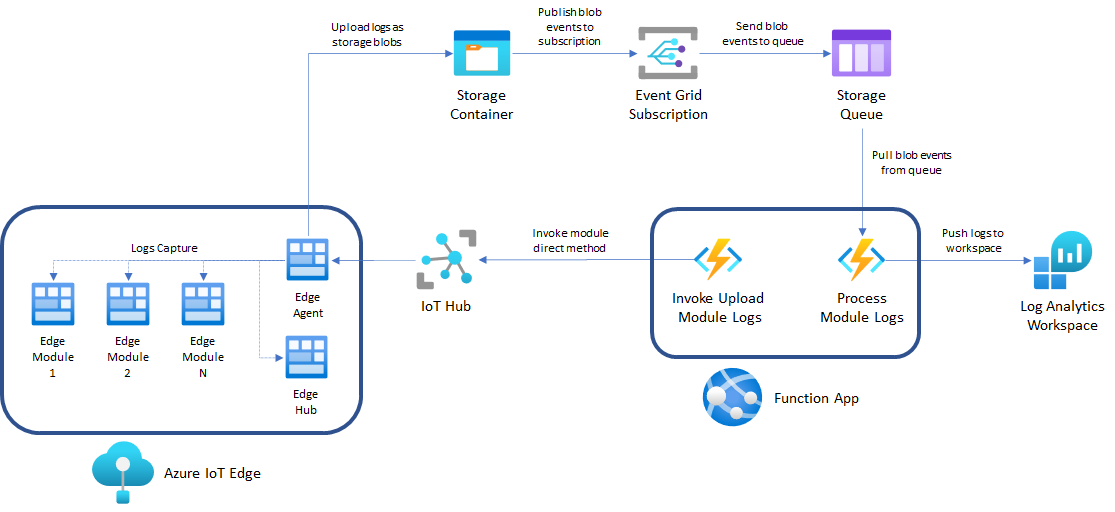 Upload logs as
storage blobs
Publish blob
events to
subscription
Send blob
events to queue
Storage
Container
Event Grid
Subscription
Storage
Queue
Pull blob events
from queue
Logs Capture
Invoke module
direct method
Push logs to
workspace
Edge
Agent
IoT Hub
Invoke Upload
Module Logs
Process
Module Logs
Log Analytics
Workspace
Edge
Module
1
Edge
Module
2
Edge
Module
N
Edge
Hub
Function App
Azure IoT Edge